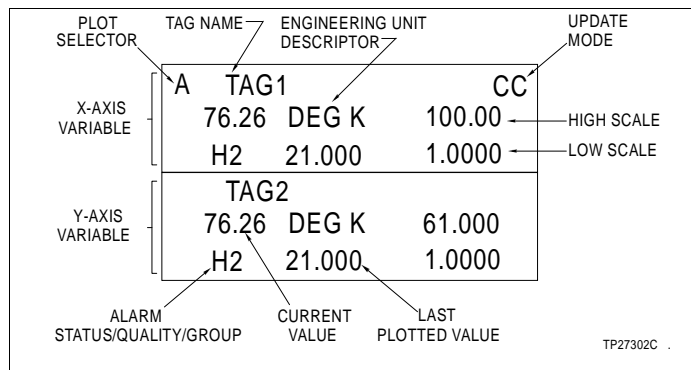 PLOT SELECTOR
TAG NAME
ENGINEERING UNIT DESCRIPTOR
UPDATE MODE
A TAG1 CC
X-AXIS VARIABLE
76.26 DEG K 100.00
HIGH SCALE
H2 21.000 1.0000
LOW SCALE
TAG2
Y-AXIS VARIABLE
76.26 DEG K 61.000
H2 21.000 1.0000
ALARM STATUS/QUALITY/GROUP
CURRENT VALUE
LAST PLOTTED VALUE
TP27302C .